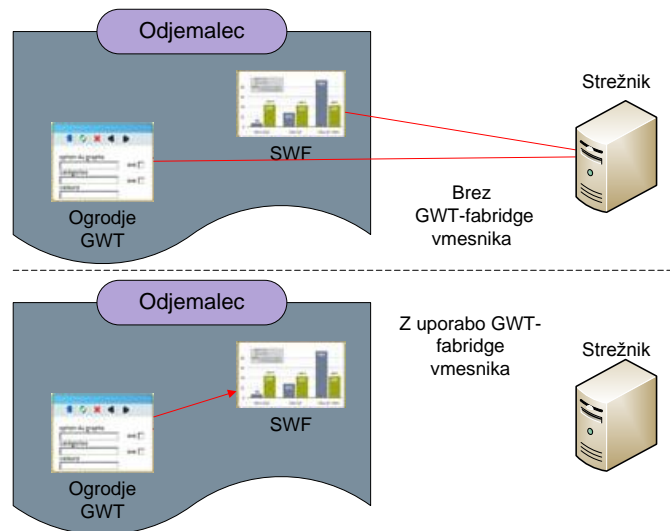 Odjemalec
Strežnik
SWF
Ogrodje
GWT
Brez
GWT-fabridge
vmesnika
Odjemalec
Z uporabo GWT-
fabridge
vmesnika
Strežnik
SWF
Ogrodje
GWT